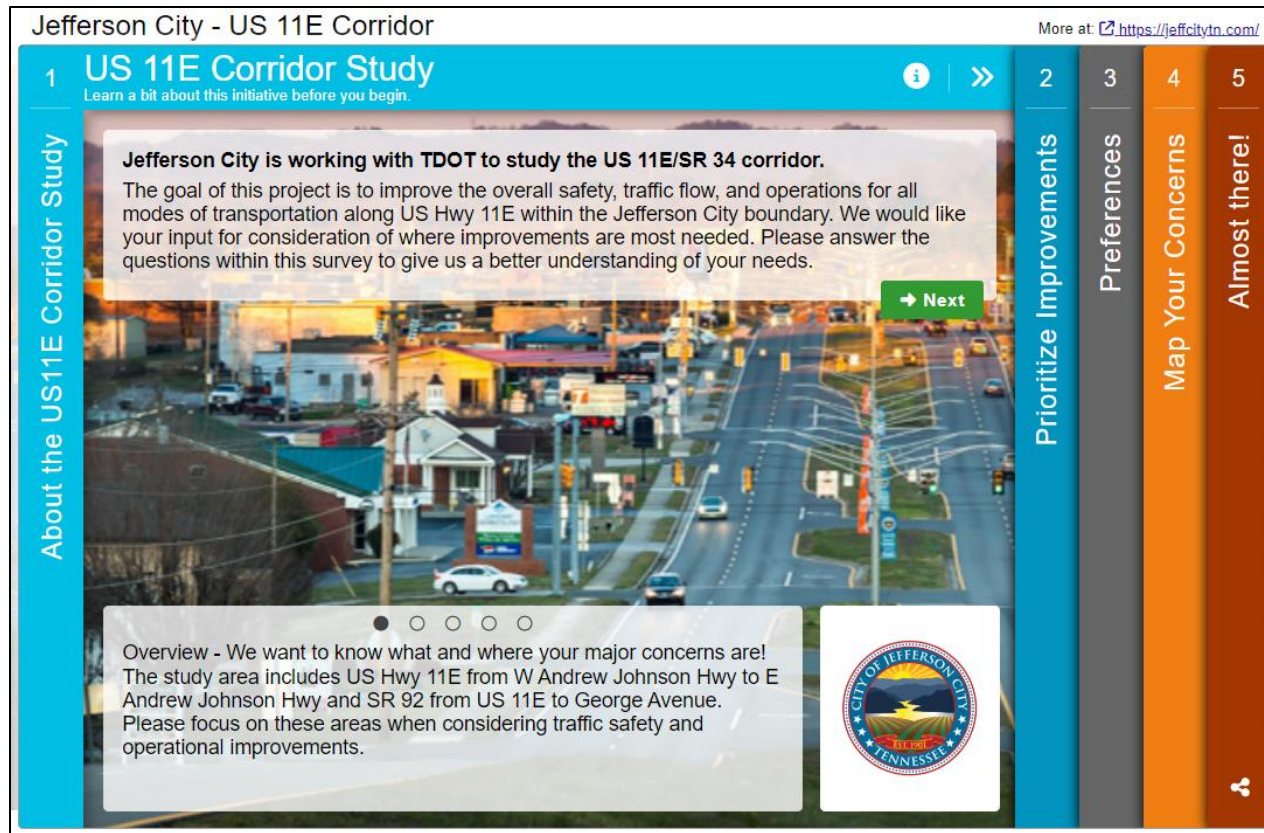 Jefferson City - US 11E Corridor
More at: https://jeffcitytn.com/
1
US 11E Corridor Study
Learn a bit about this initiative before you begin.
About the US11E Corridor Study
Jefferson City is working with TDOT to study the US 11E/SR 34 corridor.
The goal of this project is to improve the overall safety, traffic flow, and operations for all
modes of transportation along US Hwy 11E within the Jefferson City boundary. We would like
your input for consideration of where improvements are most needed. Please answer the
questions within this survey to give us a better understanding of your needs.
Next
Overview - We want to know what and where your major concerns are!
The study area includes US Hwy 11E from W Andrew Johnson Hwy to E
Andrew Johnson Hwy and SR 92 from US 11E to George Avenue.
Please focus on these areas when considering traffic safety and
operational improvements.
CITY OF JEFFERSON CITY
EST. 1901
TENNESSEE
2
Prioritize Improvements
3
Preferences
4
Map Your Concerns
5
Almost there!